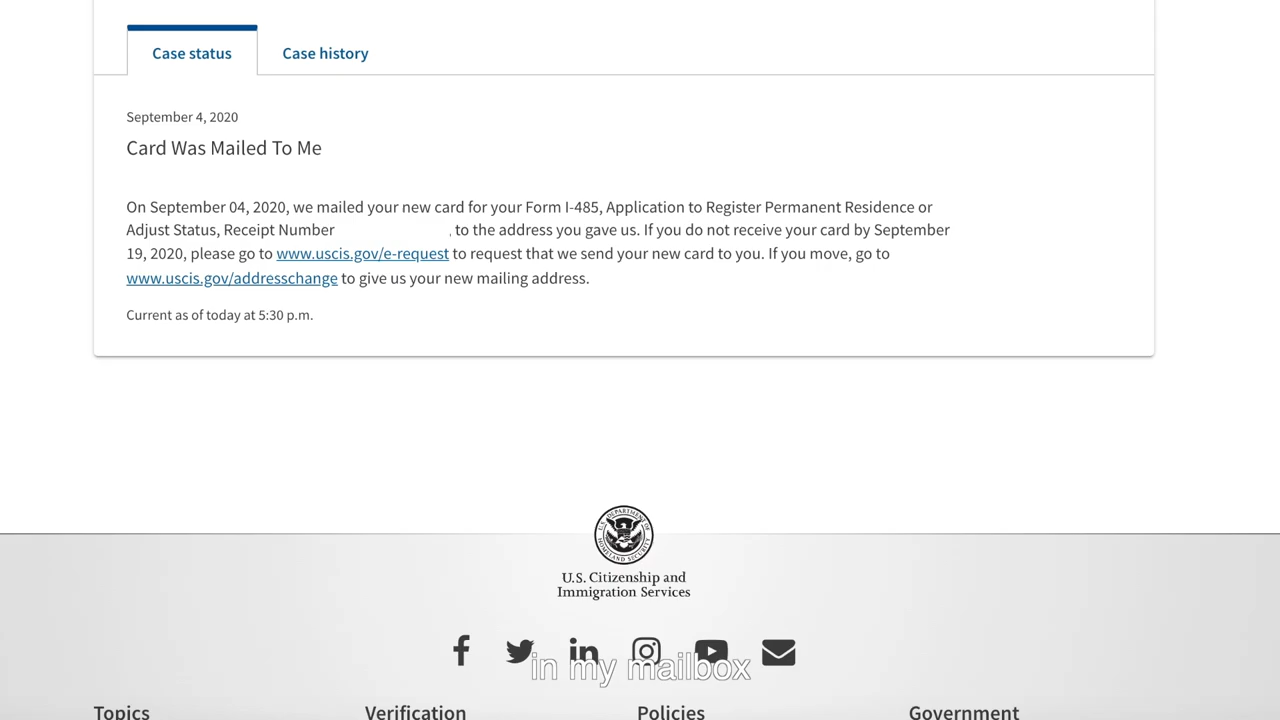 Case status
Case history
September 4, 2020
Card Was Mailed To Me
On September 04, 2020, we mailed your new card for your Form I-485, Application to Register Permanent Residence or
Adjust Status, Receipt Number , to the address you gave us. If you do not receive your card by September
19, 2020, please go to www.uscis.gov/e-request to request that we send your new card to you. If you move, go to
www.uscis.gov/addresschange to give us your new mailing address.
Current as of today at 5:30 p.m.
U.S. DEPARTMENT OF
HOMELAND SECURITY
U.S. Citizenship and
Immigration Services
in my mailbox
Topics
Verification
Policies
Government